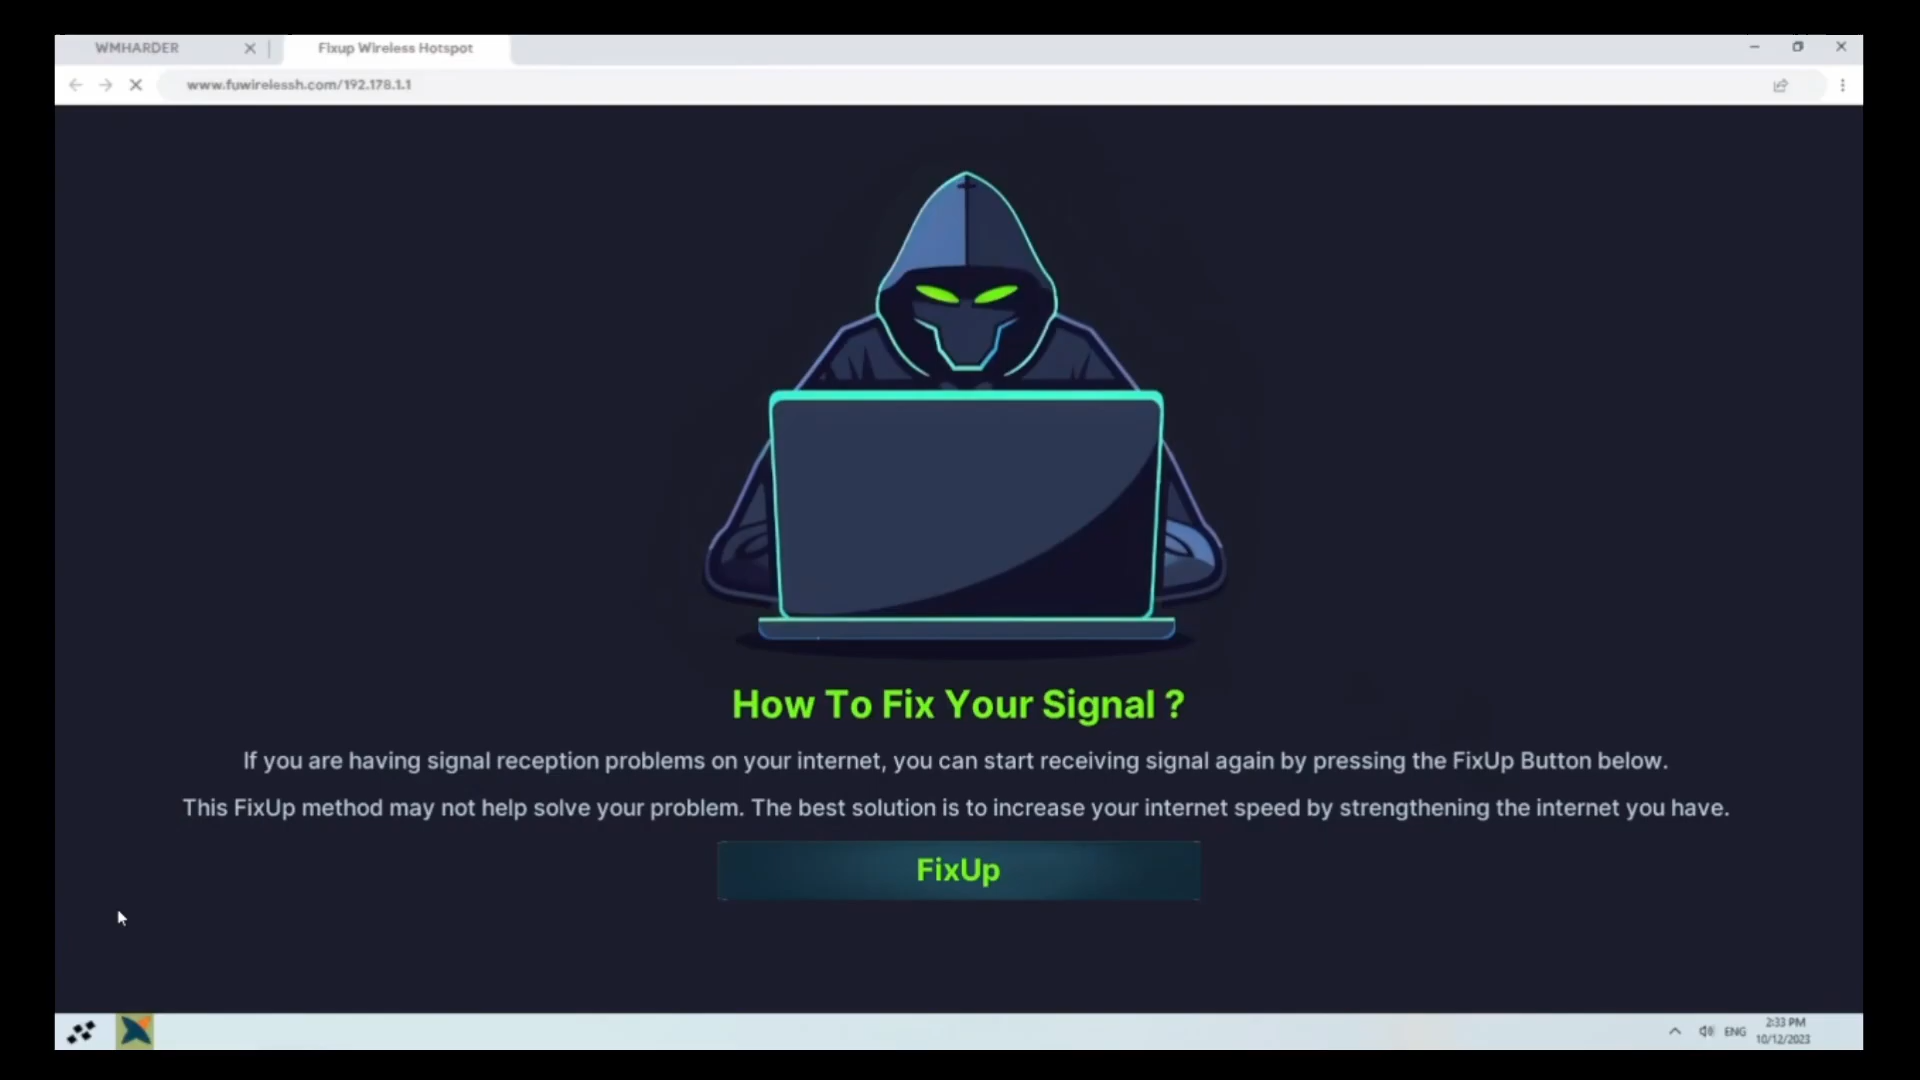 WMHARDER
Fixup Wireless Hotspot
www.fuwirelessh.com/192.178.1.1
How To Fix Your Signal ?
If you are having signal reception problems on your internet, you can start receiving signal again by pressing the FixUp Button below.
This FixUp method may not help solve your problem. The best solution is to increase your internet speed by strengthening the internet you have.
FixUp
ENG
2:33 PM
10/12/2023